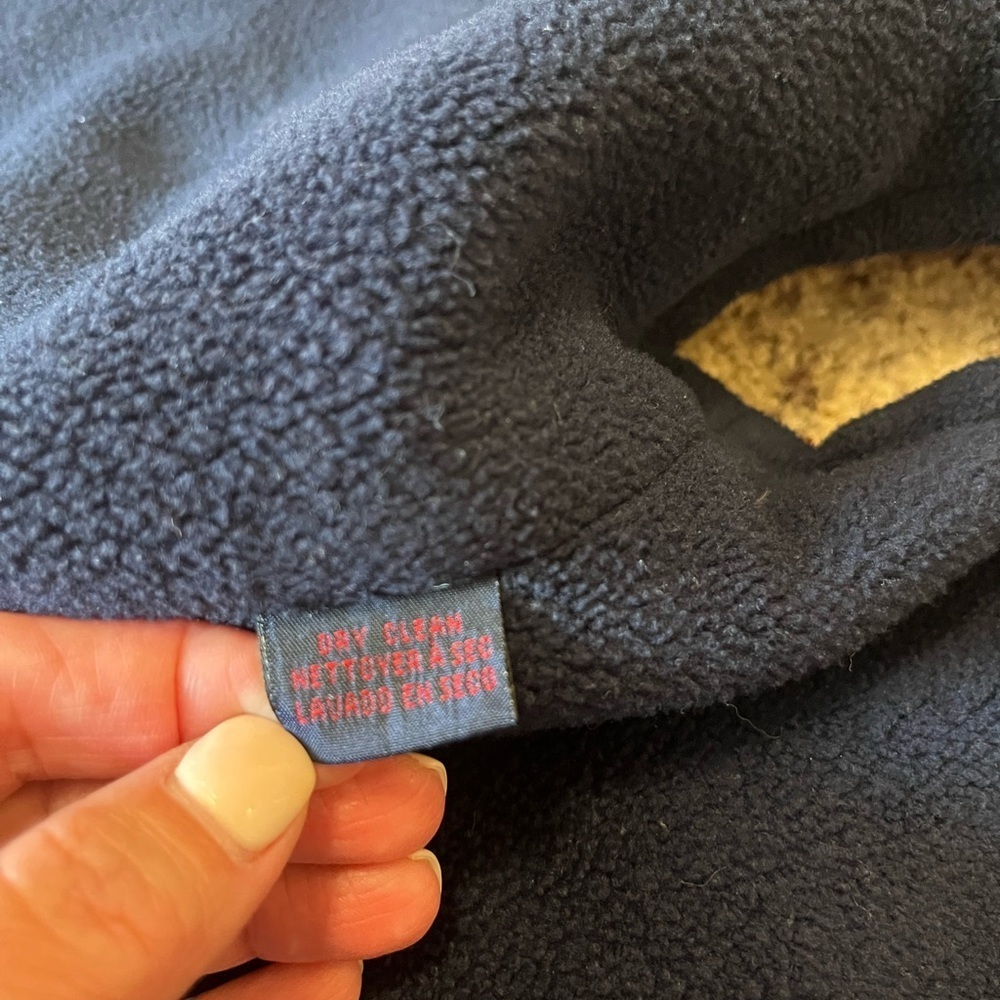 DRY CLEAN
NETTOYER À SEC
LAVADO EN SECO